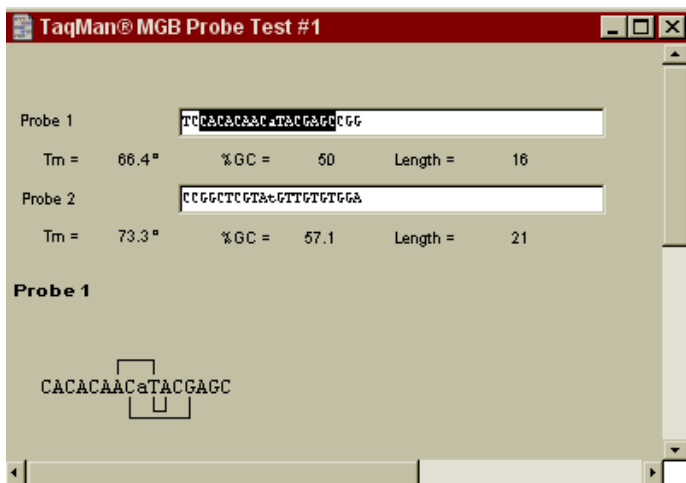 TaqMan® MGB Probe Test #1
Probe 1 TCCACACAACaTACGAGCCGG
Tm = 66.4° %GC = 50 Length = 16
Probe 2 CCGGCTCGTAtGTTGTGTGGA
Tm = 73.3° %GC = 57.1 Length = 21
Probe 1
CACACAACaTACGAGC